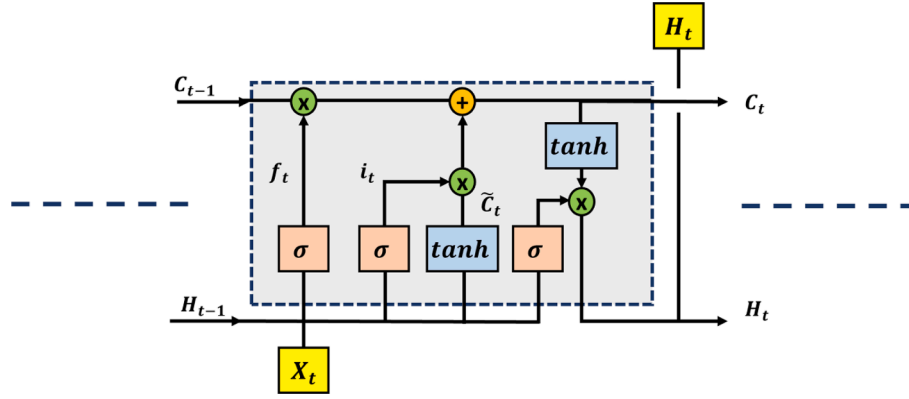 H_t
C_{t-1}
x
+
C_t
tanh
f_t
i_t
x
C̃_t
x
σ
σ
tanh
σ
H_{t-1}
H_t
X_t